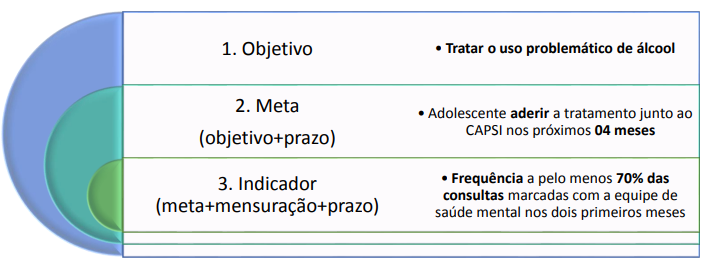 1. Objetivo
• Tratar o uso problemático de álcool
2. Meta
(objetivo+prazo)
• Adolescente aderir a tratamento junto ao
CAPSI nos próximos 04 meses
3. Indicador
(meta+mensuração+prazo)
• Frequência a pelo menos 70% das
consultas marcadas com a equipe de
saúde mental nos dois primeiros meses